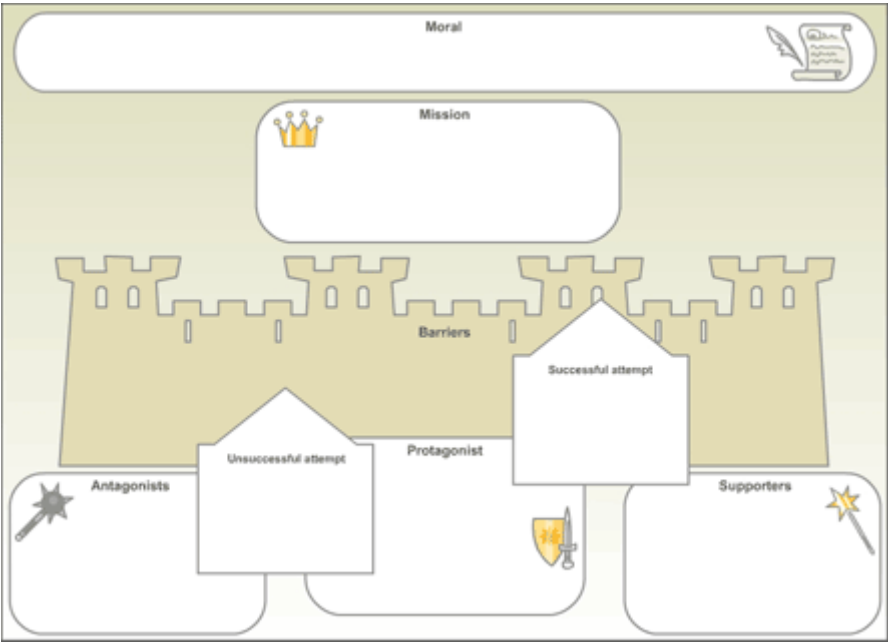 Moral
Mission
Barriers
Successful attempt
Unsuccessful attempt
Protagonist
Antagonists
Supporters